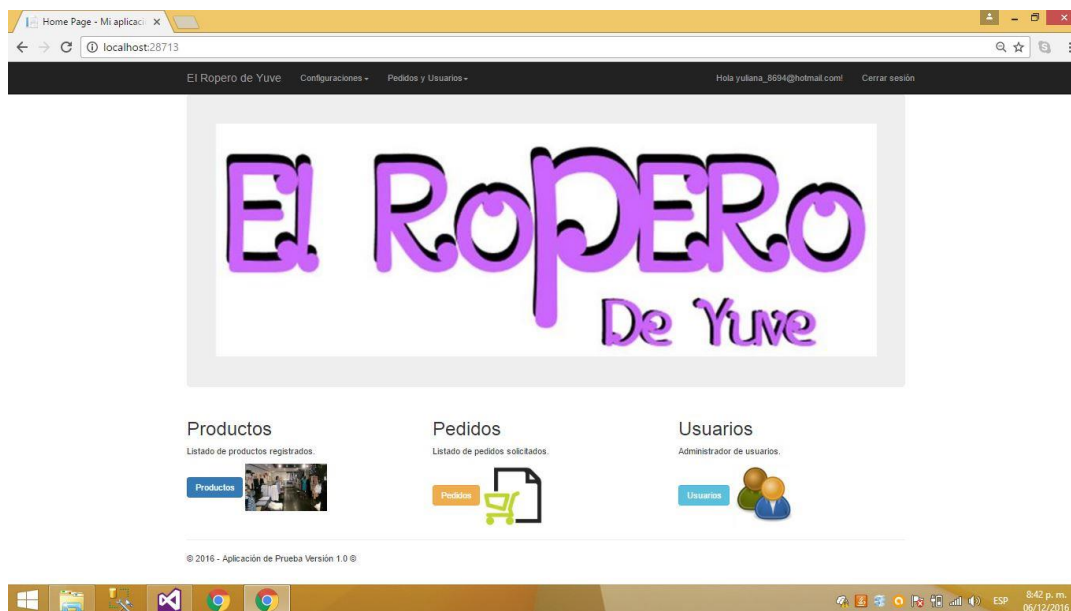 Home Page - Mi aplicaci
localhost:28713
El Ropero de Yuve Configuraciones Pedidos y Usuarios Hola yuliana_8694@hotmail.com! Cerrar sesión
El RoPERo
De Yuve
Productos
Listado de productos registrados.
Productos
Pedidos
Listado de pedidos solicitados.
Pedidos
Usuarios
Administrador de usuarios.
Usuarios
© 2016 - Aplicación de Prueba Versión 1.0 ©
ESP
8:42 p. m.
06/12/2016